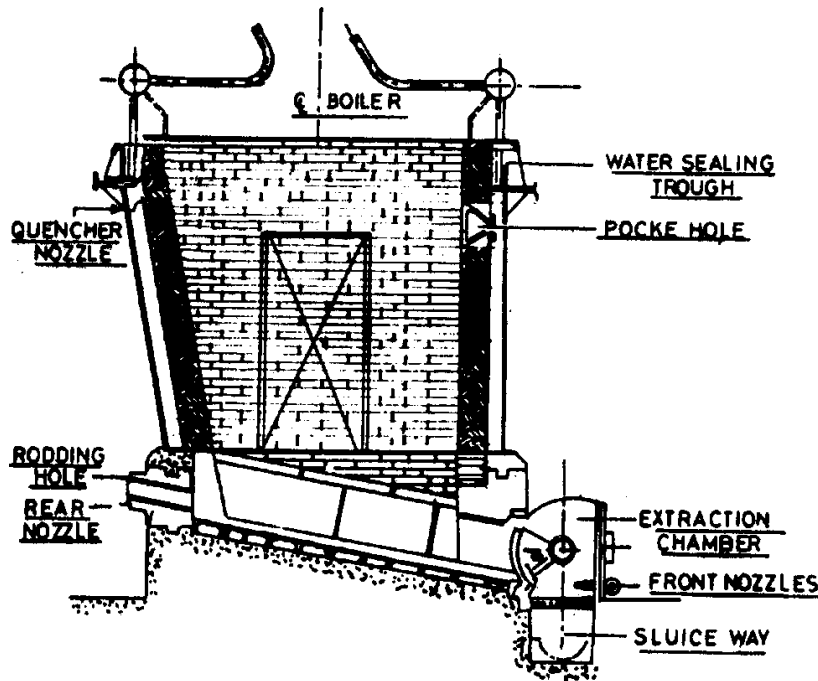 ℄ BOILER
WATER SEALING
TROUGH
QUENCHER
NOZZLE
POCKE HOLE
RODDING
HOLE
REAR
NOZZLE
EXTRACTION
CHAMBER
FRONT NOZZLES
SLUICE WAY